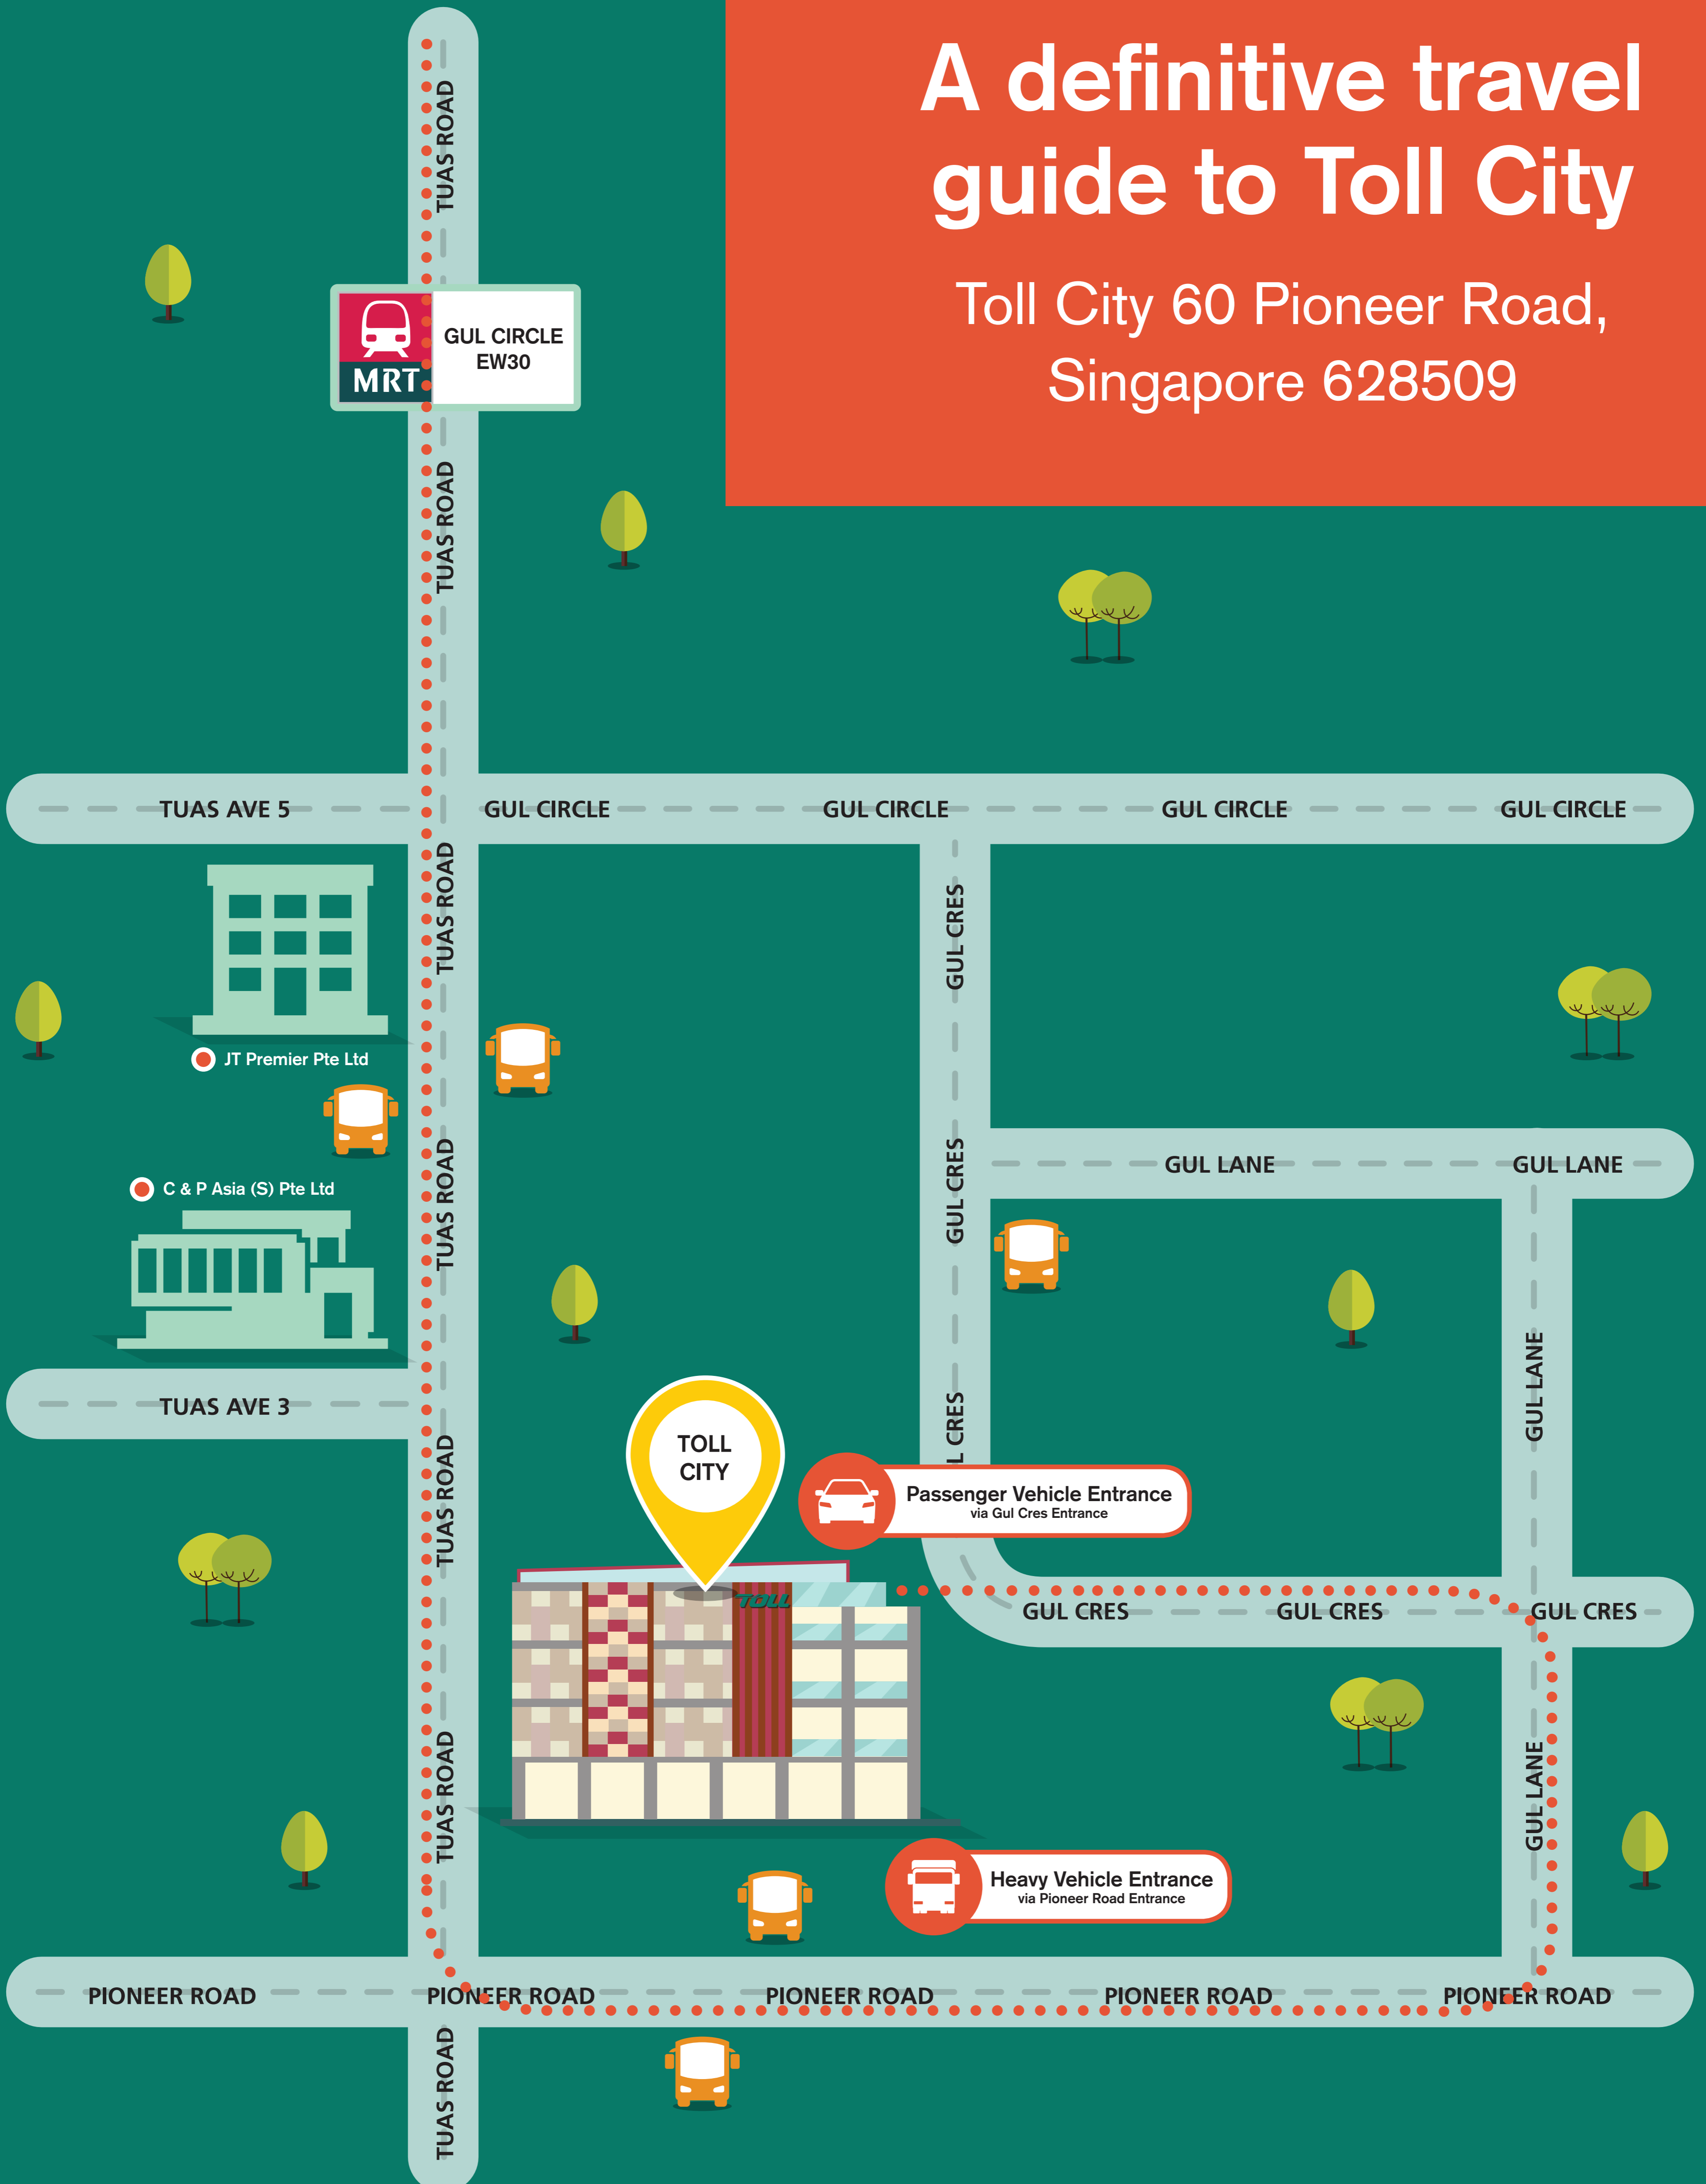 A definitive travel
guide to Toll City
Toll City 60 Pioneer Road,
Singapore 628509
TUAS ROAD
MRT
GUL CIRCLE
EW30
TUAS ROAD
TUAS AVE 5
GUL CIRCLE
GUL CIRCLE
GUL CIRCLE
GUL CIRCLE
TUAS ROAD
GUL CRES
JT Premier Pte Ltd
TUAS ROAD
GUL CRES
GUL LANE
GUL LANE
C & P Asia (S) Pte Ltd
TUAS AVE 3
L CRES
GUL LANE
TOLL
CITY
TUAS ROAD
Passenger Vehicle Entrance
via Gul Cres Entrance
TOLL
GUL CRES
GUL CRES
GUL CRES
TUAS ROAD
GUL LANE
Heavy Vehicle Entrance
via Pioneer Road Entrance
PIONEER ROAD
PIONEER ROAD
PIONEER ROAD
PIONEER ROAD
PIONEER ROAD
TUAS ROAD